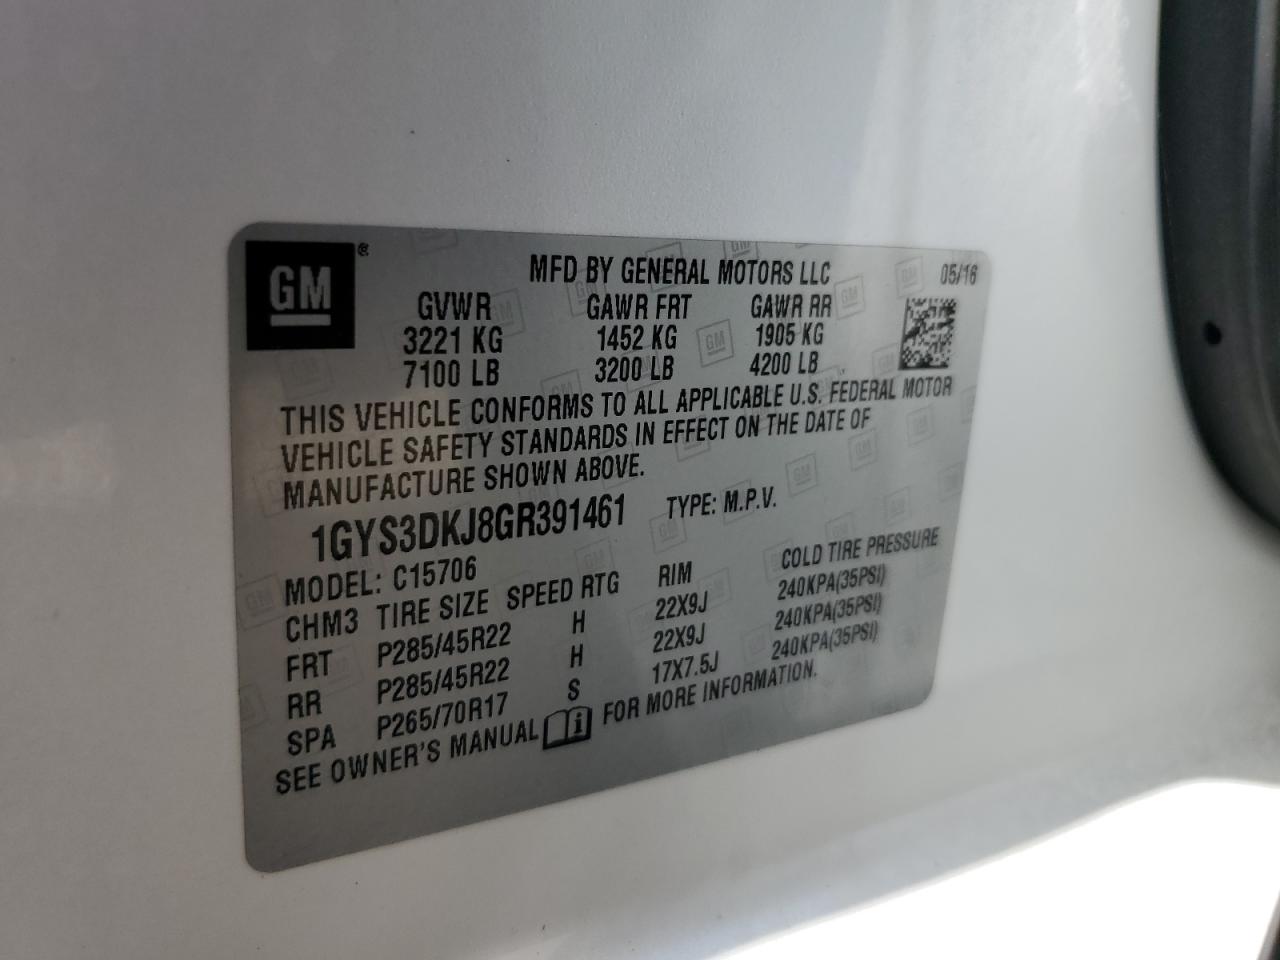 GM ®
MFD BY GENERAL MOTORS LLC 05/16
GVWR GAWR FRT GAWR RR
3221 KG 1452 KG 1905 KG
7100 LB 3200 LB 4200 LB
THIS VEHICLE CONFORMS TO ALL APPLICABLE U.S. FEDERAL MOTOR
VEHICLE SAFETY STANDARDS IN EFFECT ON THE DATE OF
MANUFACTURE SHOWN ABOVE.
1GYS3DKJ8GR391461 TYPE: M.P.V.
MODEL: C15706
CHM3 TIRE SIZE SPEED RTG RIM COLD TIRE PRESSURE
FRT P285/45R22 H 22X9J 240KPA(35PSI)
RR P285/45R22 H 22X9J 240KPA(35PSI)
SPA P265/70R17 S 17X7.5J 240KPA(35PSI)
SEE OWNER'S MANUAL FOR MORE INFORMATION.